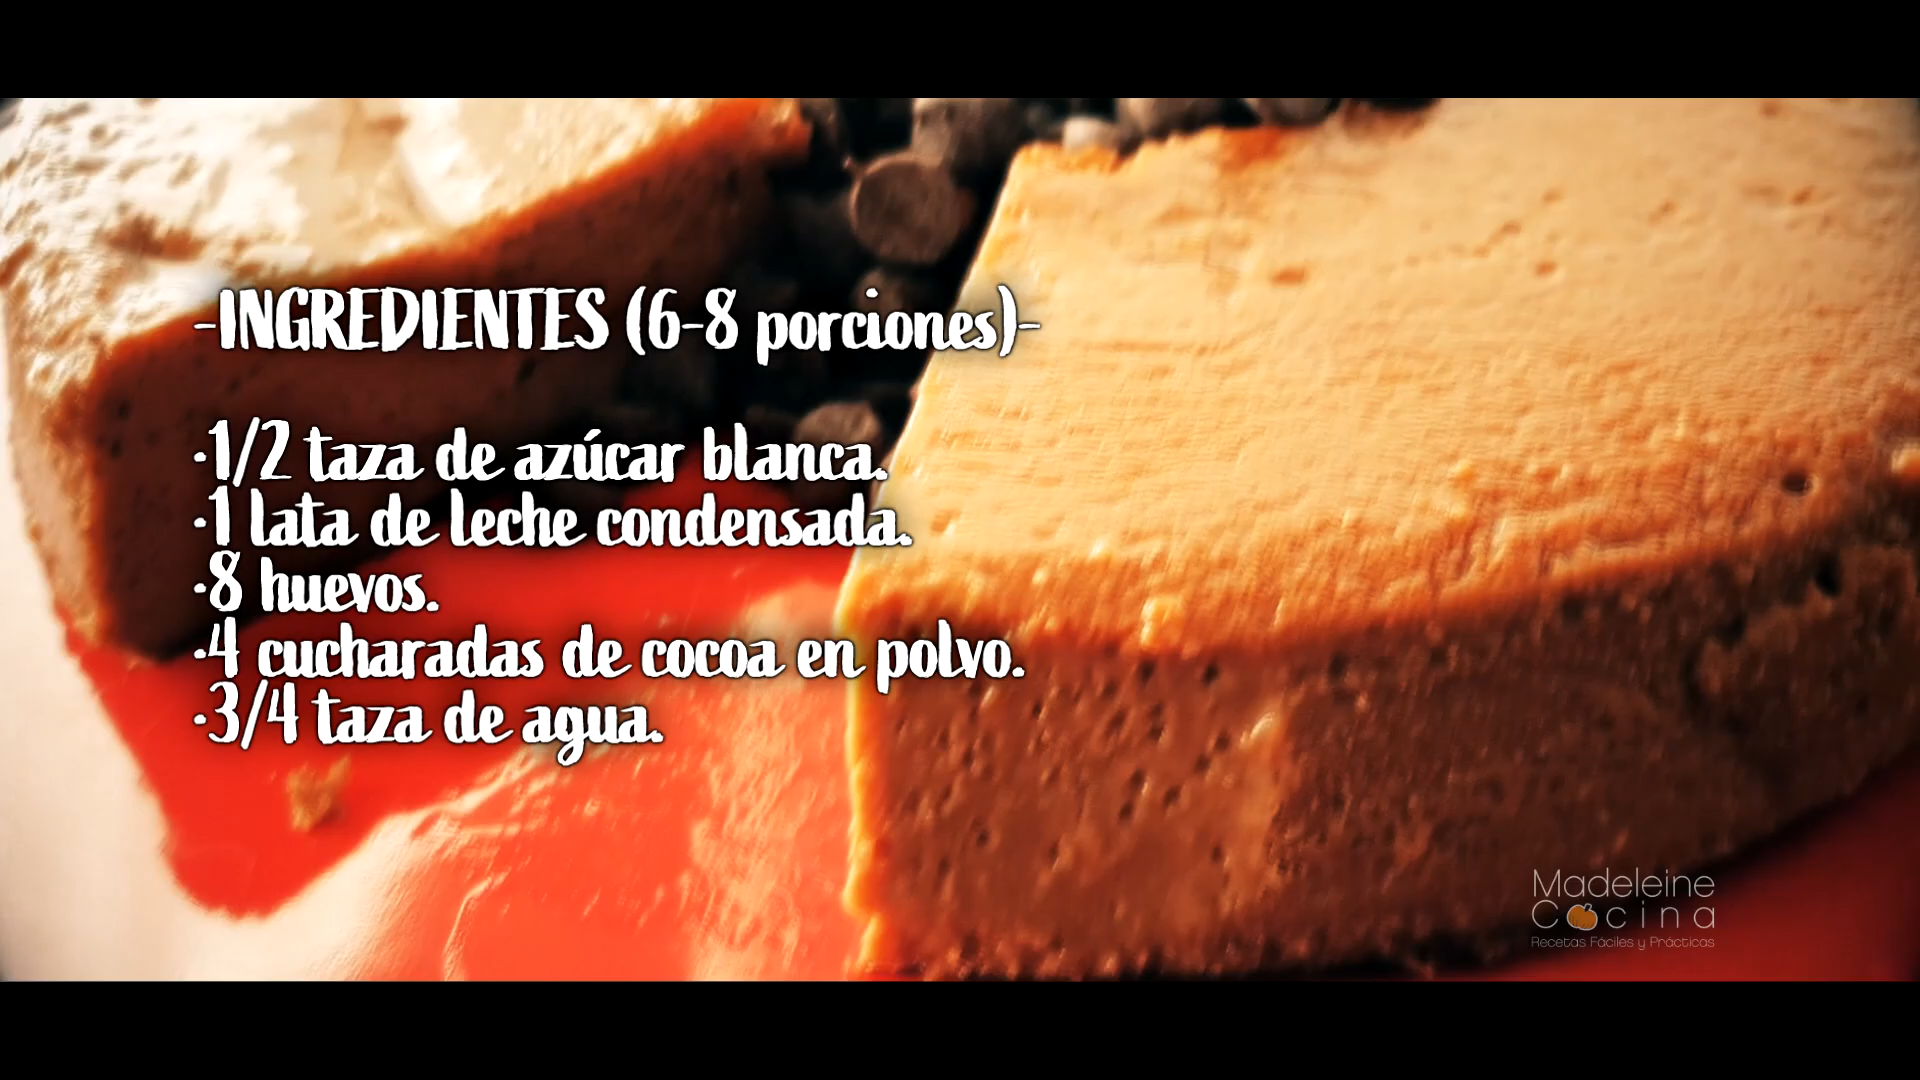 -INGREDIENTES (6-8 porciones)-
·1/2 taza de azúcar blanca.
·1 lata de leche condensada.
·8 huevos.
·4 cucharadas de cocoa en polvo.
·3/4 taza de agua.
Madeleine
Cocina
Recetas Fáciles y Prácticas